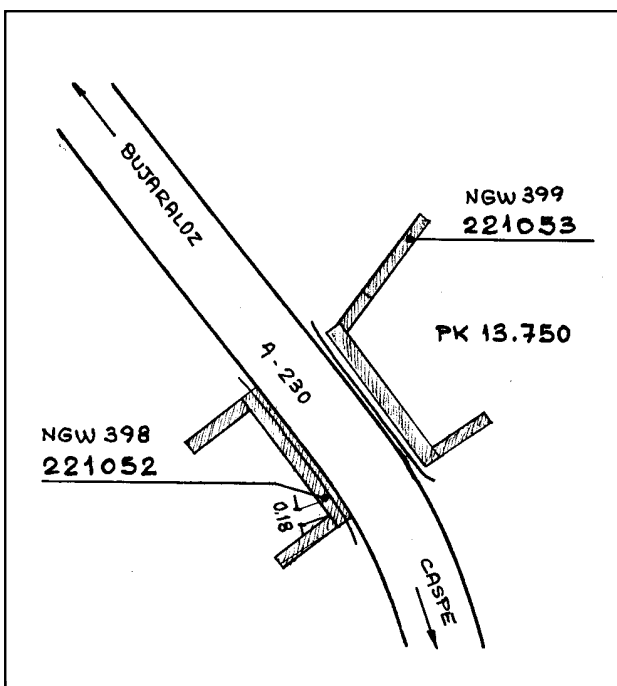 BUJARALOZ
NGW 399
221053
PK 13.750
A-230
NGW 398
221052
0.18
CASPE